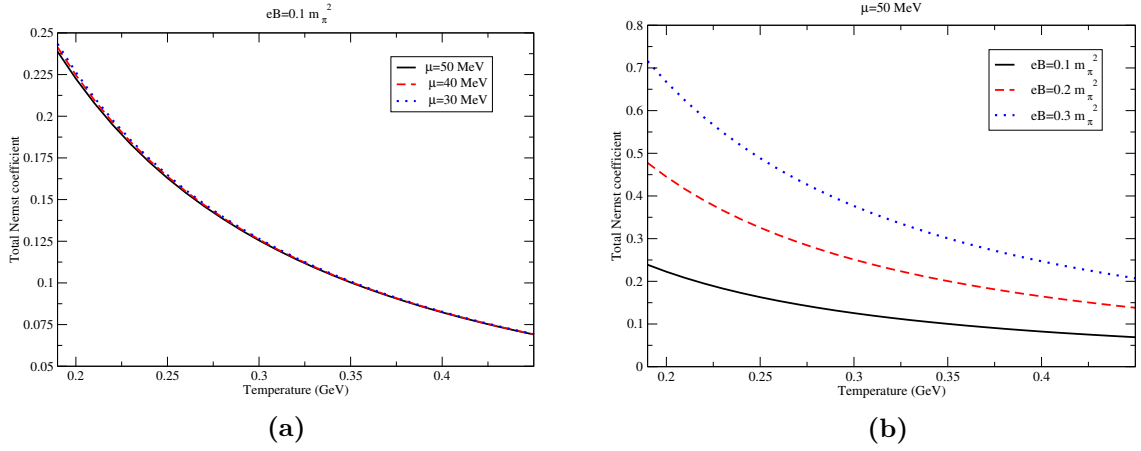 eB=0.1 m_π^2
0.25
0.225
0.2
0.175
0.15
0.125
0.1
0.075
0.05
Total Nernst coefficient
μ=50 MeV
μ=40 MeV
μ=30 MeV
0.2 0.25 0.3 0.35 0.4
Temperature (GeV)
(a)
μ=50 MeV
0.8
0.7
0.6
0.5
0.4
0.3
0.2
0.1
0
Total Nernst coefficient
eB=0.1 m_π^2
eB=0.2 m_π^2
eB=0.3 m_π^2
0.2 0.25 0.3 0.35 0.4
Temperature (GeV)
(b)